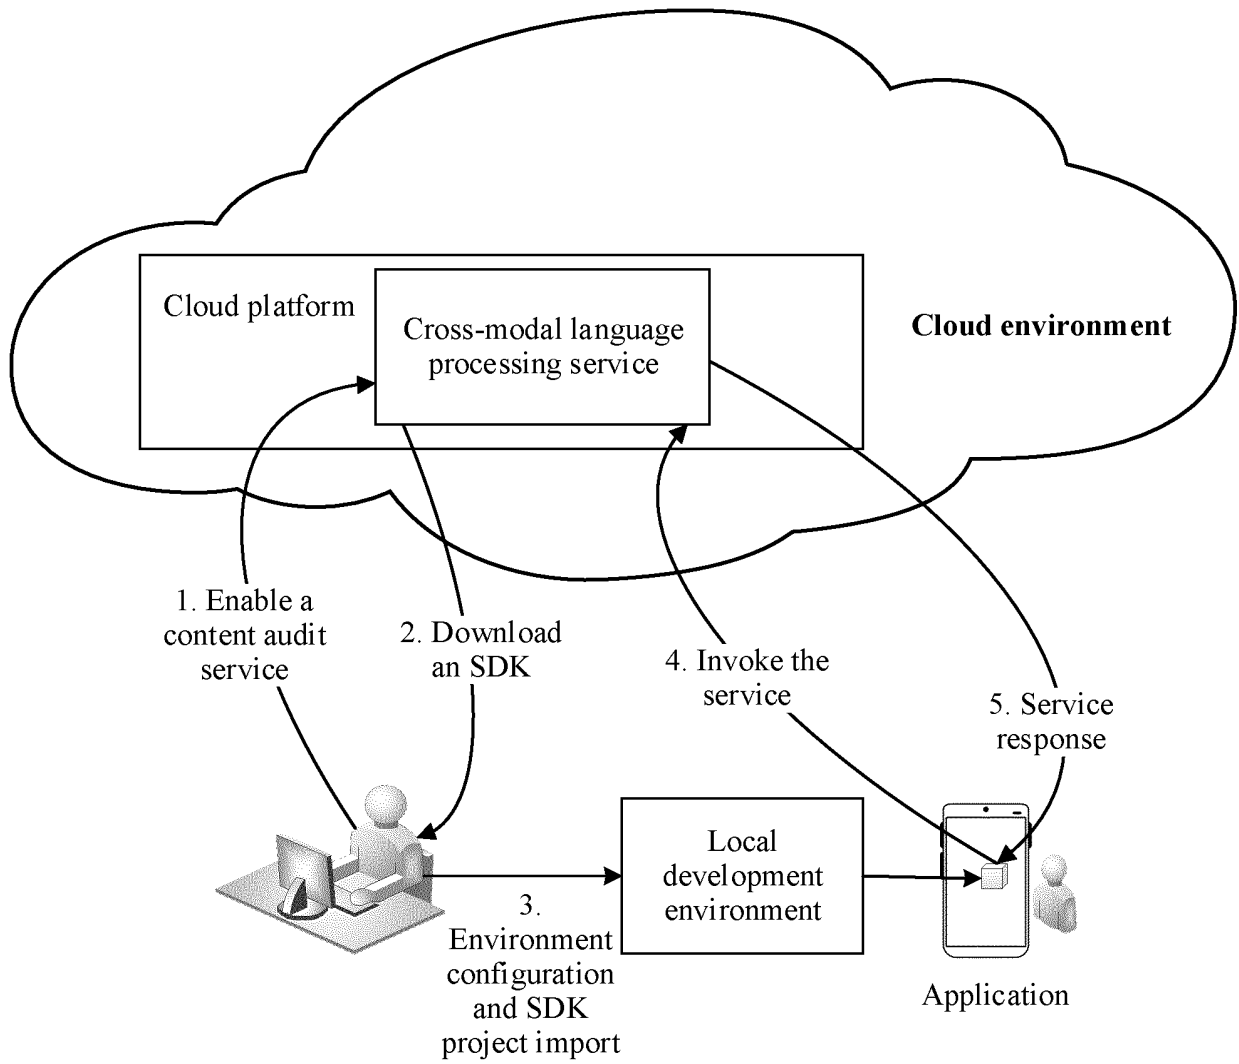 Cloud platform
Cross-modal language
processing service
Cloud environment
1. Enable a
content audit
service
2. Download
an SDK
4. Invoke the
service
5. Service
response
Local
development
environment
3.
Environment
configuration
and SDK
project import
Application